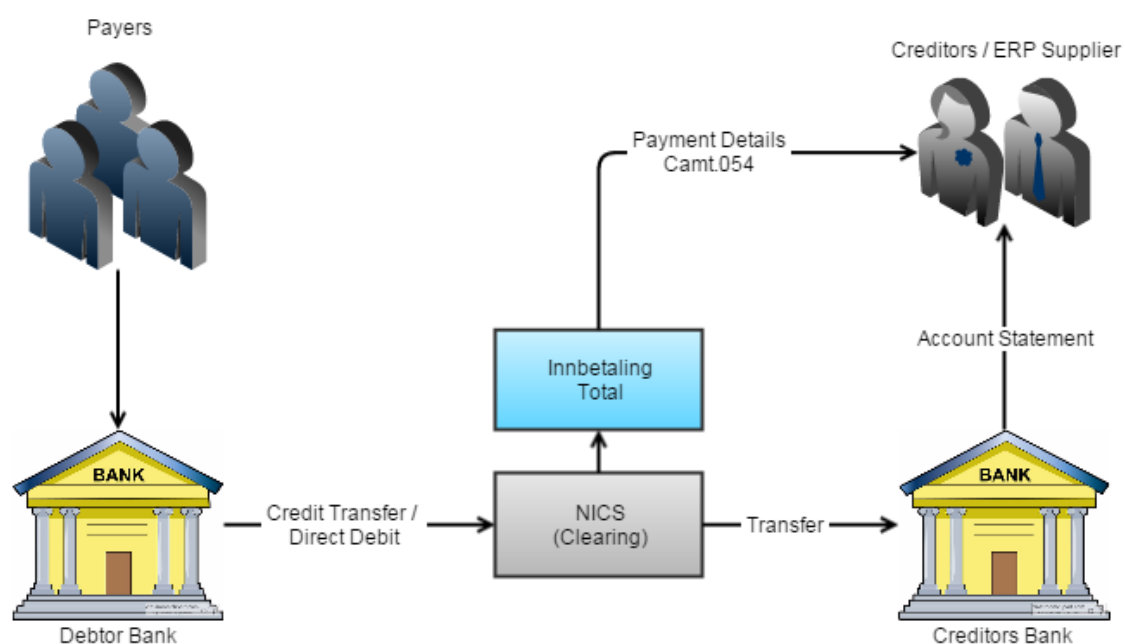 Payers
Creditors / ERP Supplier
Payment Details
Camt.054
Innbetaling
Total
Account Statement
BANK
BANK
Credit Transfer /
Direct Debit
NICS
(Clearing)
Transfer
Debtor Bank
Creditors Bank